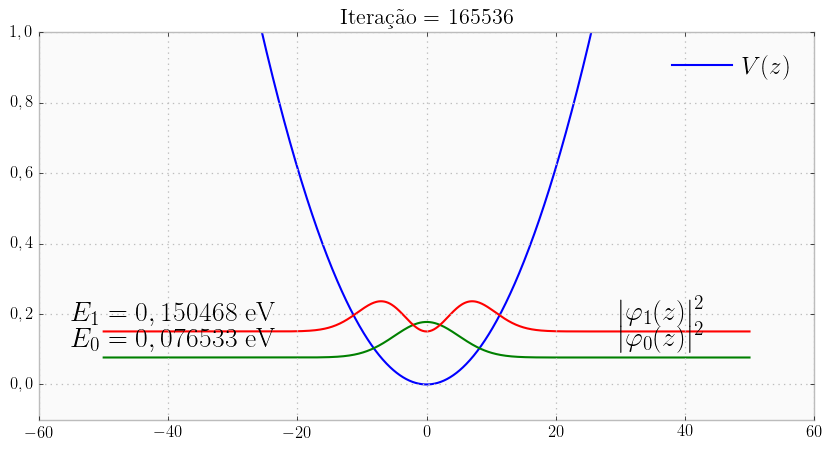 Iteração = 165536
1,0
V(z)
0,8
0,6
0,4
E₁ = 0,150468 eV
|φ₁(z)|²
0,2
E₀ = 0,076533 eV
|φ₀(z)|²
0,0
−60 −40 −20 0 20 40 60